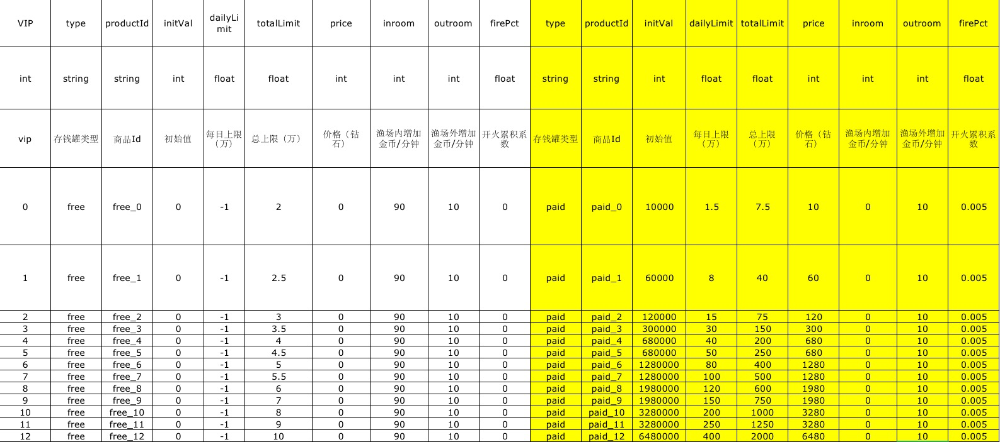 VIP type productId initVal dailyLi totalLimit price inroom outroom firePct type productId initVal dailyLimit totalLimit price inroom outroom firePct
mit
int string string int float float int int int float string string int float float int int int float
vip 存钱罐类型 商品Id 初始值 每日上限 总上限（万） 价格（钻 渔场内增加 渔场外增加 开火累积系 存钱罐类型 商品Id 初始值 每日上限 总上限 价格（钻 渔场内增加 渔场外增加 开火累积系
（万） 石） 金币/分钟 金币/分钟 数 （万） （万） 石） 金币/分钟 金币/分钟 数
0 free free_0 0 -1 2 0 90 10 0 paid paid_0 10000 1.5 7.5 10 0 10 0.005
1 free free_1 0 -1 2.5 0 90 10 0 paid paid_1 60000 8 40 60 0 10 0.005
2 free free_2 0 -1 3 0 90 10 0 paid paid_2 120000 15 75 120 0 10 0.005
3 free free_3 0 -1 3.5 0 90 10 0 paid paid_3 300000 30 150 300 0 10 0.005
4 free free_4 0 -1 4 0 90 10 0 paid paid_4 680000 40 200 680 0 10 0.005
5 free free_5 0 -1 4.5 0 90 10 0 paid paid_5 680000 50 250 680 0 10 0.005
6 free free_6 0 -1 5 0 90 10 0 paid paid_6 1280000 80 400 1280 0 10 0.005
7 free free_7 0 -1 5.5 0 90 10 0 paid paid_7 1280000 100 500 1280 0 10 0.005
8 free free_8 0 -1 6 0 90 10 0 paid paid_8 1980000 120 600 1980 0 10 0.005
9 free free_9 0 -1 7 0 90 10 0 paid paid_9 1980000 150 750 1980 0 10 0.005
10 free free_10 0 -1 8 0 90 10 0 paid paid_10 3280000 200 1000 3280 0 10 0.005
11 free free_11 0 -1 9 0 90 10 0 paid paid_11 3280000 250 1250 3280 0 10 0.005
12 free free_12 0 -1 10 0 90 10 0 paid paid_12 6480000 400 2000 6480 0 10 0.005